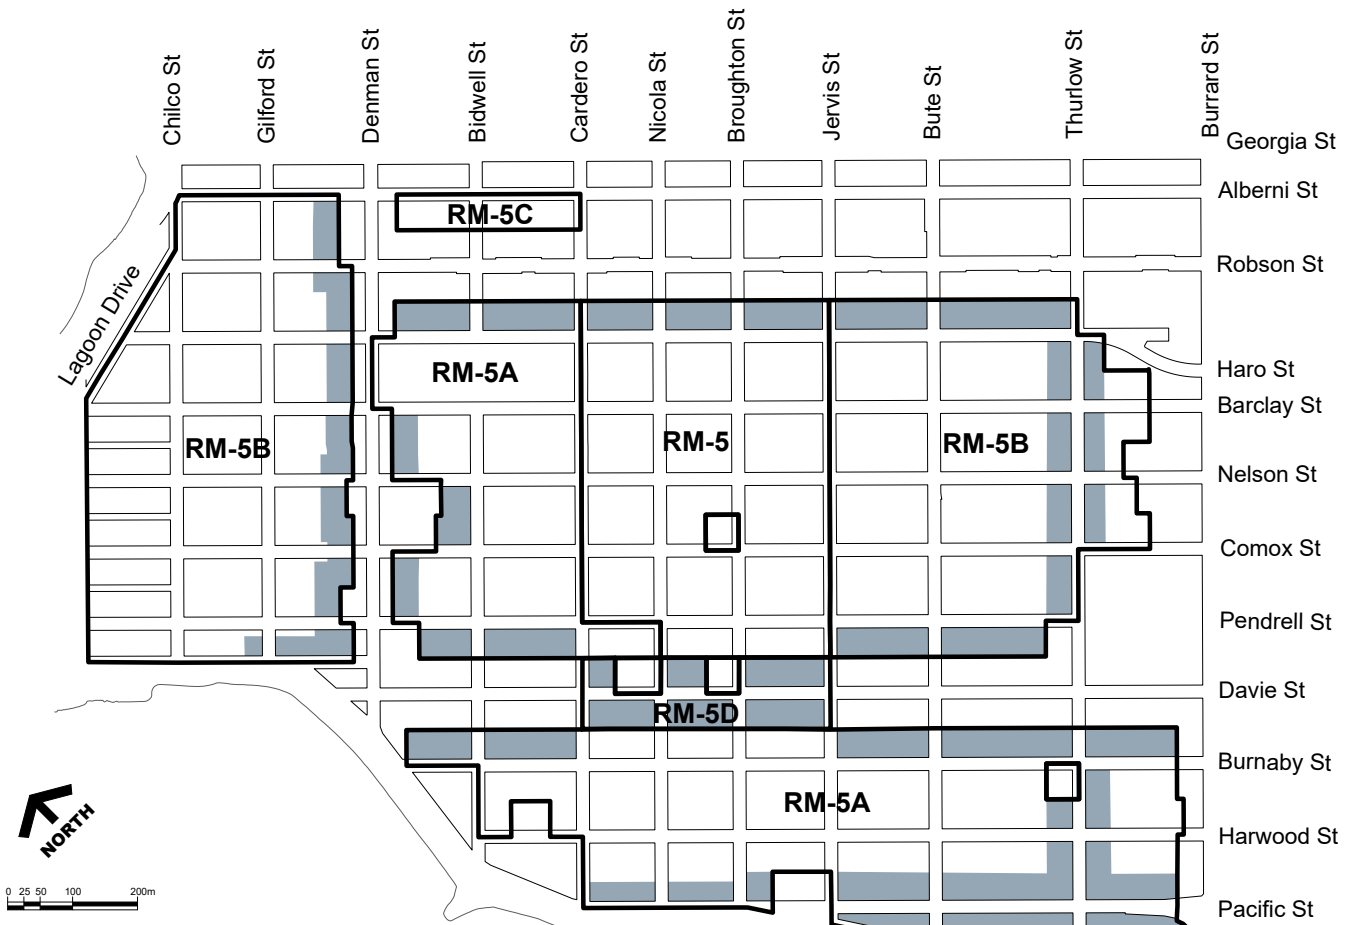 Chilco St
Gilford St
Denman St
Bidwell St
Cardero St
Nicola St
Broughton St
Jervis St
Bute St
Thurlow St
Burrard St
Georgia St
Alberni St
Robson St
Haro St
Barclay St
Nelson St
Comox St
Pendrell St
Davie St
Burnaby St
Harwood St
Pacific St
Lagoon Drive
RM-5C
RM-5A
RM-5B
RM-5
RM-5B
RM-5D
RM-5A
NORTH
0 25 50 100 200m